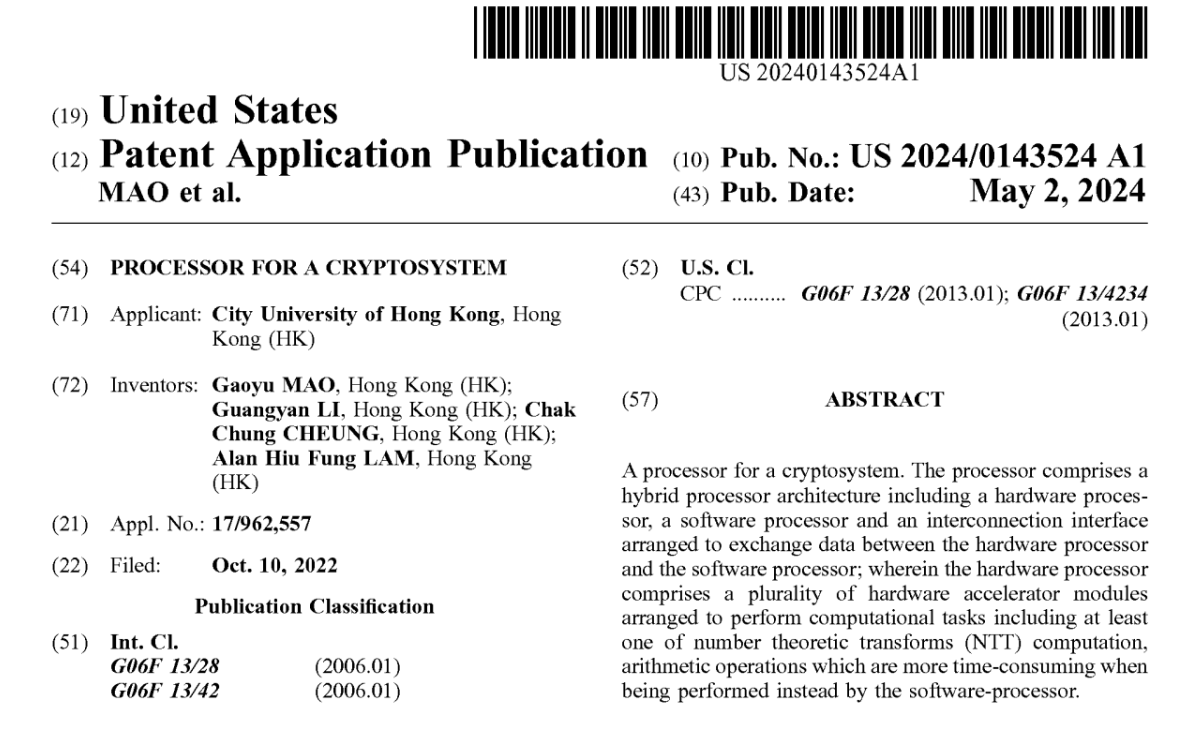 US 20240143524A1
(19) United States
(12) Patent Application Publication
MAO et al.
(10) Pub. No.: US 2024/0143524 A1
(43) Pub. Date: May 2, 2024
(54) PROCESSOR FOR A CRYPTOSYSTEM
(71) Applicant: City University of Hong Kong, Hong
Kong (HK)
(72) Inventors: Gaoyu MAO, Hong Kong (HK);
Guangyan LI, Hong Kong (HK); Chak
Chung CHEUNG, Hong Kong (HK);
Alan Hiu Fung LAM, Hong Kong
(HK)
(21) Appl. No.: 17/962,557
(22) Filed: Oct. 10, 2022
Publication Classification
(51) Int. Cl.
G06F 13/28 (2006.01)
G06F 13/42 (2006.01)
(52) U.S. Cl.
CPC .......... G06F 13/28 (2013.01); G06F 13/4234
(2013.01)
(57) ABSTRACT
A processor for a cryptosystem. The processor comprises a
hybrid processor architecture including a hardware proces-
sor, a software processor and an interconnection interface
arranged to exchange data between the hardware processor
and the software processor; wherein the hardware processor
comprises a plurality of hardware accelerator modules
arranged to perform computational tasks including at least
one of number theoretic transforms (NTT) computation,
arithmetic operations which are more time-consuming when
being performed instead by the software-processor.